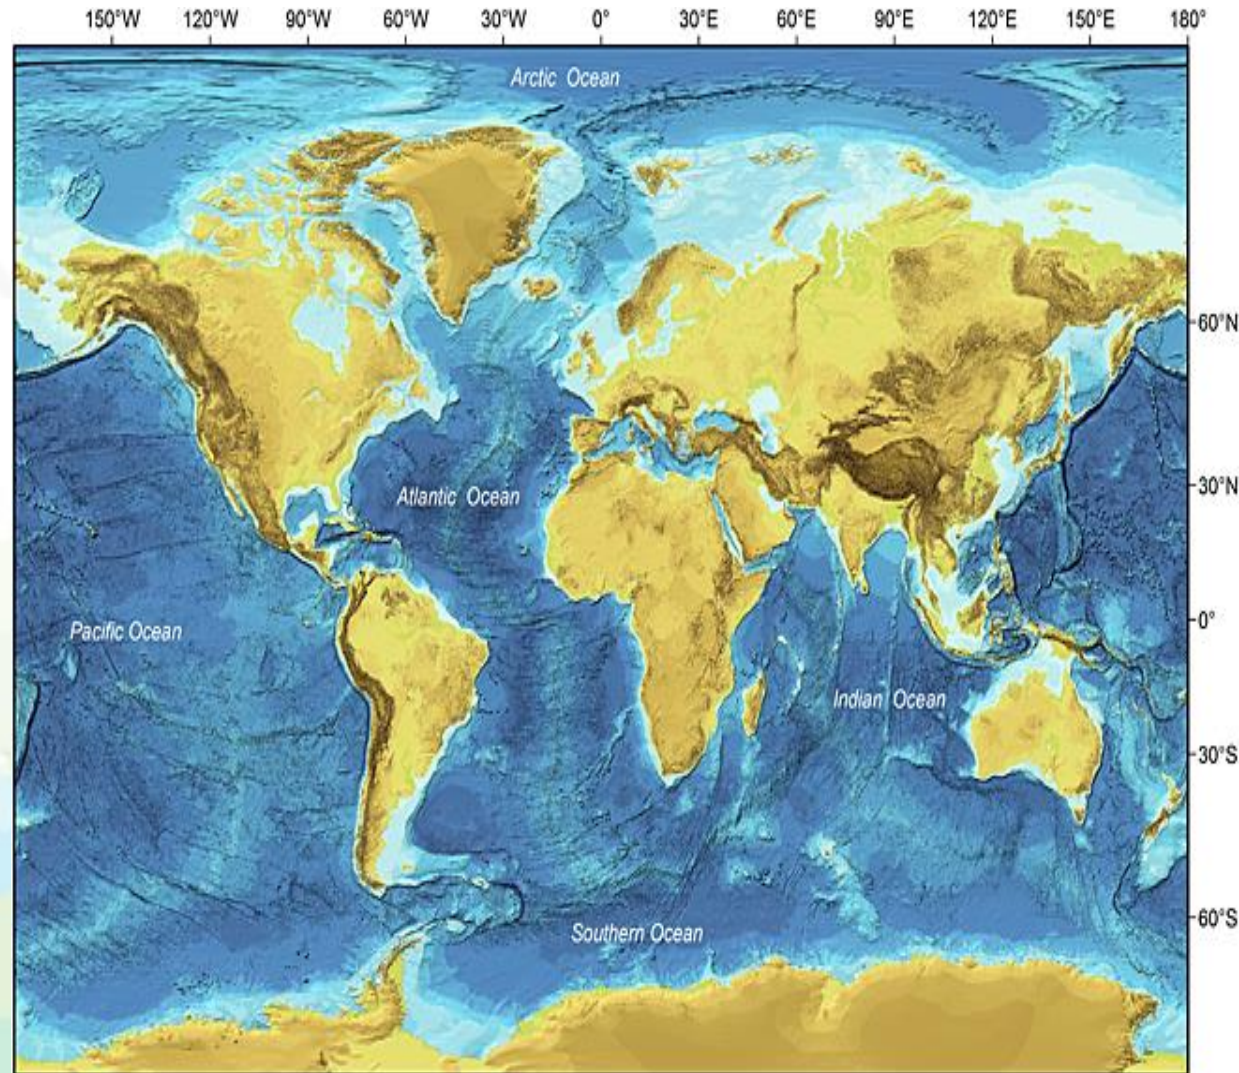 150°W 120°W 90°W 60°W 30°W 0° 30°E 60°E 90°E 120°E 150°E 180°
Arctic Ocean
60°N
30°N
Atlantic Ocean
0°
Pacific Ocean
Indian Ocean
30°S
60°S
Southern Ocean